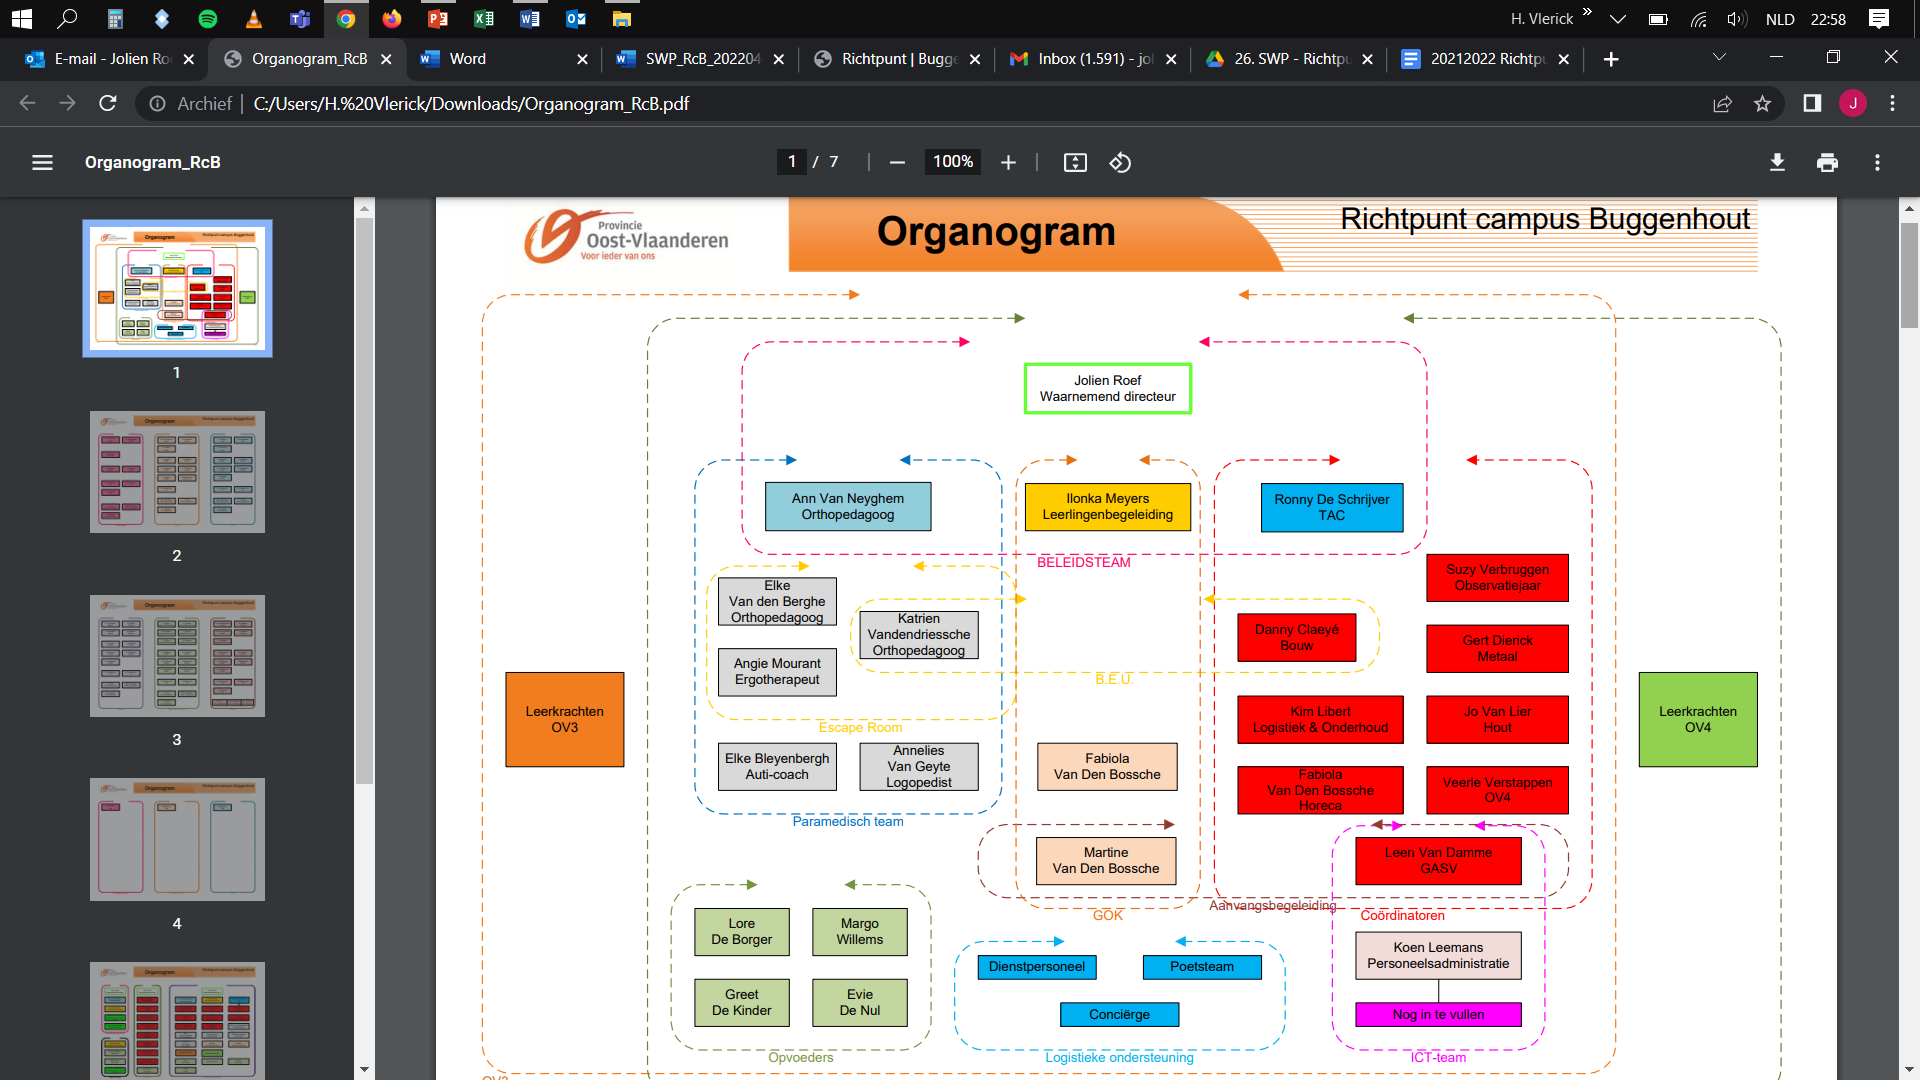 H. Vlerick
NLD
22:58
E-mail - Jolien Ro
Organogram_RcB
Word
SWP_RcB_202204
Richtpunt | Bugge
Inbox (1.591) - jol
26. SWP - Richtpu
20212022 Richtp
Archief
C:/Users/H.%20Vlerick/Downloads/Organogram_RcB.pdf
J
Organogram_RcB
1 / 7
100%
1
2
3
4
Provincie
Oost-Vlaanderen
Voor ieder van ons
Organogram
Richtpunt campus Buggenhout
Jolien Roef
Waarnemend directeur
Ann Van Neyghem
Orthopedagoog
Ilonka Meyers
Leerlingenbegeleiding
Ronny De Schrijver
TAC
BELEIDSTEAM
Elke
Van den Berghe
Orthopedagoog
Katrien
Vandendriessche
Orthopedagoog
Angie Mourant
Ergotherapeut
Escape Room
B.E.U.
Elke Bleyenbergh
Auti-coach
Annelies
Van Geyte
Logopedist
Paramedisch team
Leerkrachten
OV3
Fabiola
Van Den Bossche
Martine
Van Den Bossche
GOK
Aanvangsbegeleiding
Suzy Verbruggen
Observatiejaar
Danny Claeyé
Bouw
Gert Dierick
Metaal
Kim Libert
Logistiek & Onderhoud
Jo Van Lier
Hout
Fabiola
Van Den Bossche
Horeca
Veerle Verstappen
OV4
Leen Van Damme
GASV
Coördinatoren
Leerkrachten
OV4
Lore
De Borger
Margo
Willems
Greet
De Kinder
Evie
De Nul
Opvoeders
Dienstpersoneel
Poetsteam
Conciërge
Logistieke ondersteuning
Koen Leemans
Personeelsadministratie
Nog in te vullen
ICT-team